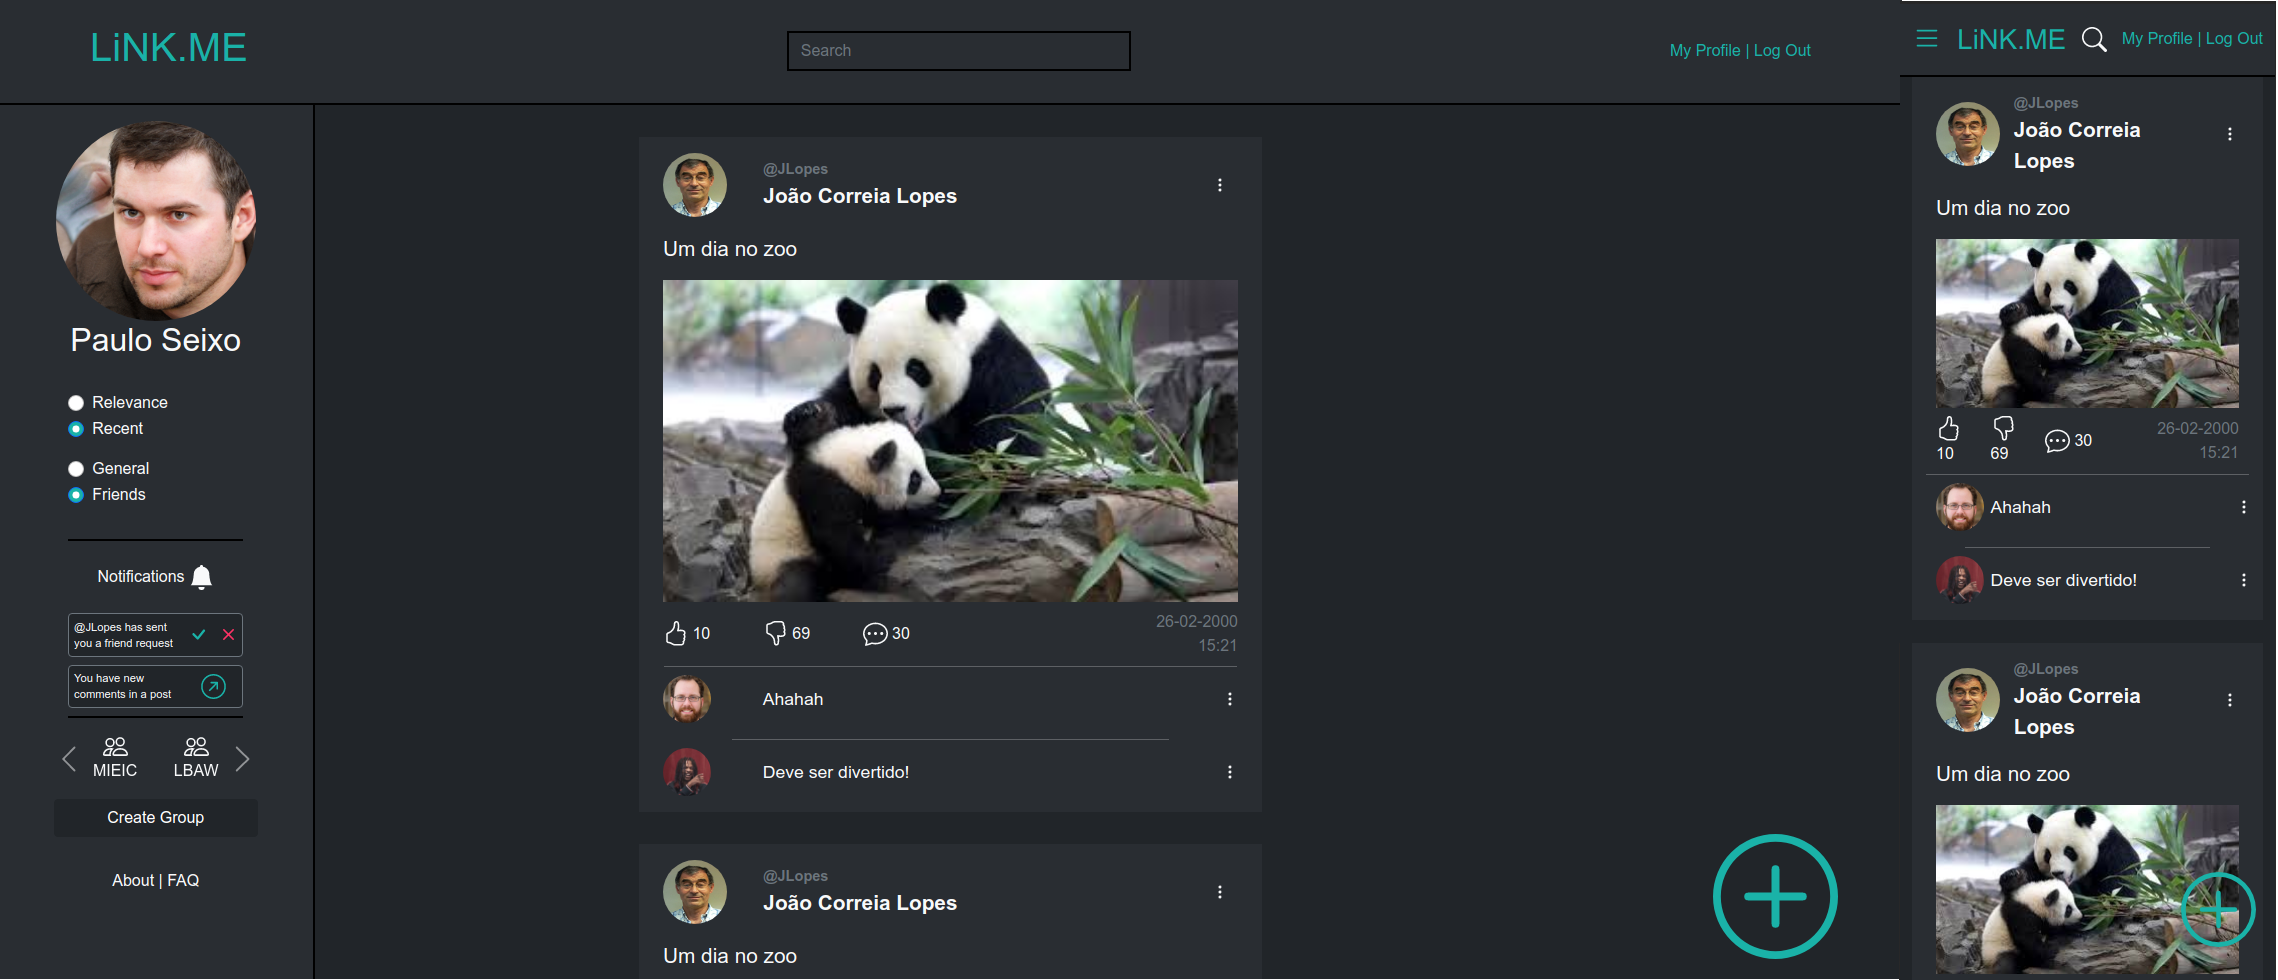 LiNK.ME
Search
My Profile | Log Out
Paulo Seixo
Relevance
Recent
General
Friends
Notifications
@JLopes has sent
you a friend request
You have new
comments in a post
MIEIC
LBAW
Create Group
About | FAQ
@JLopes
João Correia Lopes
Um dia no zoo
10
69
30
26-02-2000
15:21
Ahahah
Deve ser divertido!
@JLopes
João Correia Lopes
Um dia no zoo
LiNK.ME
My Profile | Log Out
@JLopes
João Correia
Lopes
Um dia no zoo
10
69
30
26-02-2000
15:21
Ahahah
Deve ser divertido!
@JLopes
João Correia
Lopes
Um dia no zoo